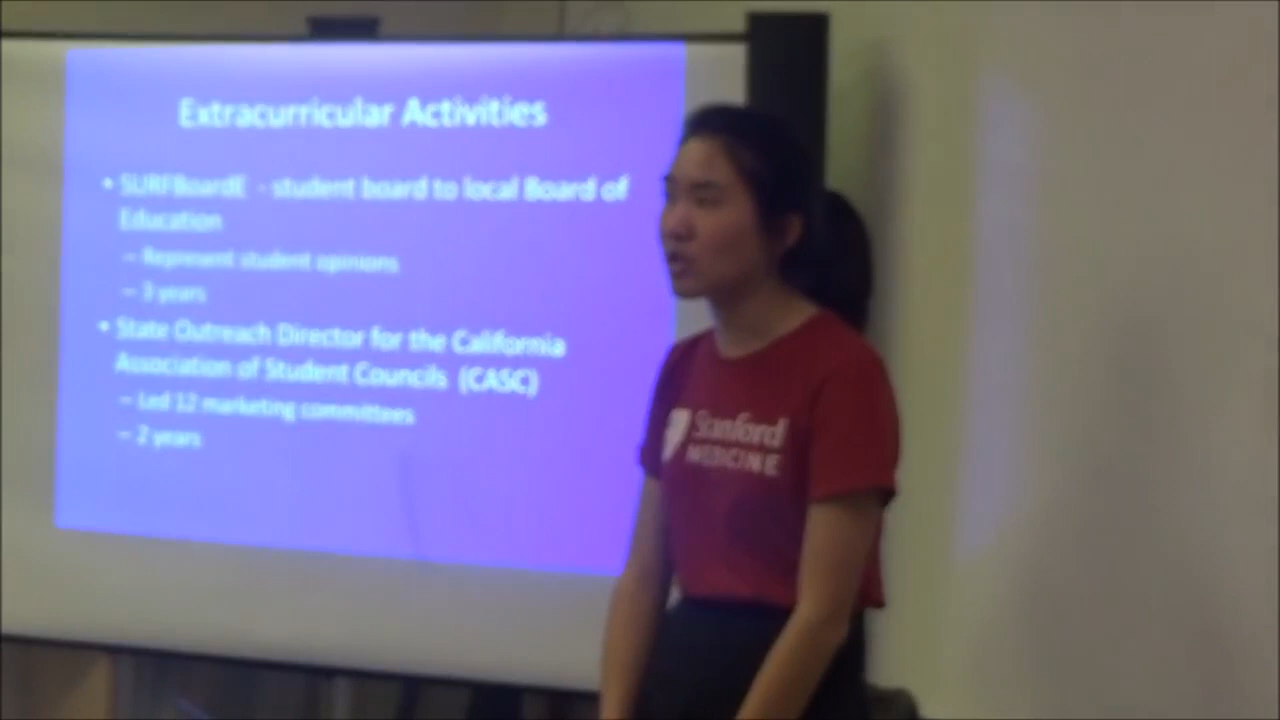 Extracurricular Activities
• SURFBoardE - student board to local Board of
Education
– Represent student opinions
– 3 years
• State Outreach Director for the California
Association of Student Councils (CASC)
– Led 12 marketing committees
– 2 years
Stanford
MEDICINE